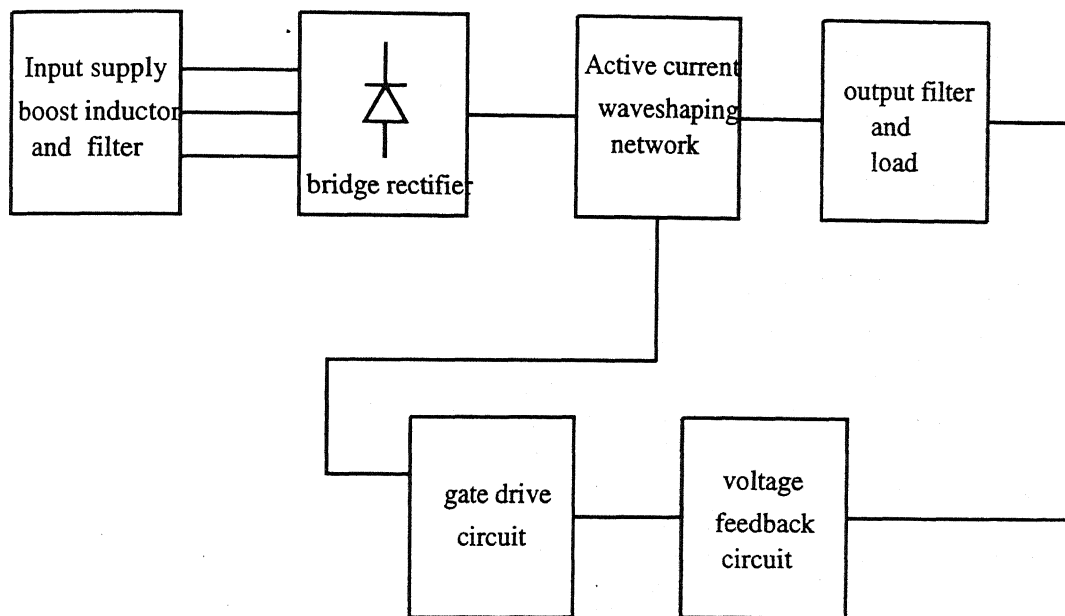 Input supply
boost inductor
and filter
bridge rectifier
Active current
waveshaping
network
output filter
and
load
gate drive
circuit
voltage
feedback
circuit